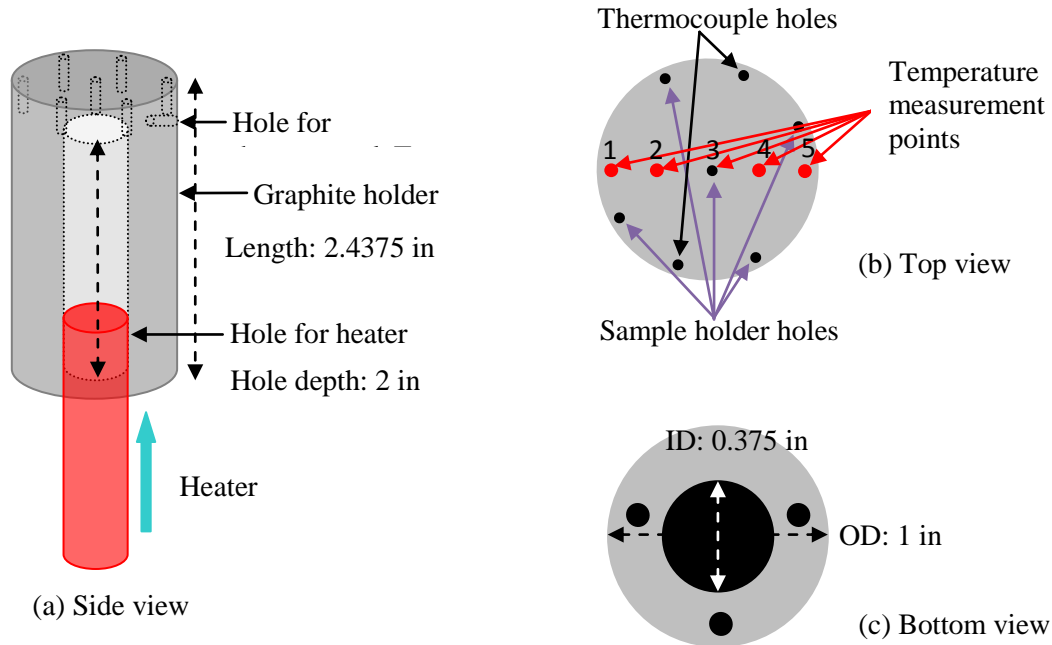 Hole for
Graphite holder
Length: 2.4375 in
Hole for heater
Hole depth: 2 in
Heater
(a) Side view
Thermocouple holes
Temperature
measurement
points
1 2 3 4 5
(b) Top view
Sample holder holes
ID: 0.375 in
OD: 1 in
(c) Bottom view